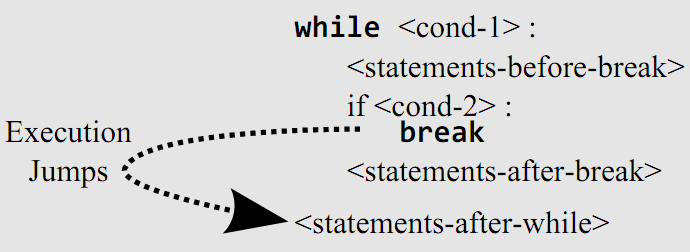 while <cond-1> :
<statements-before-break>
if <cond-2> :
break
Execution
Jumps
<statements-after-break>
<statements-after-while>